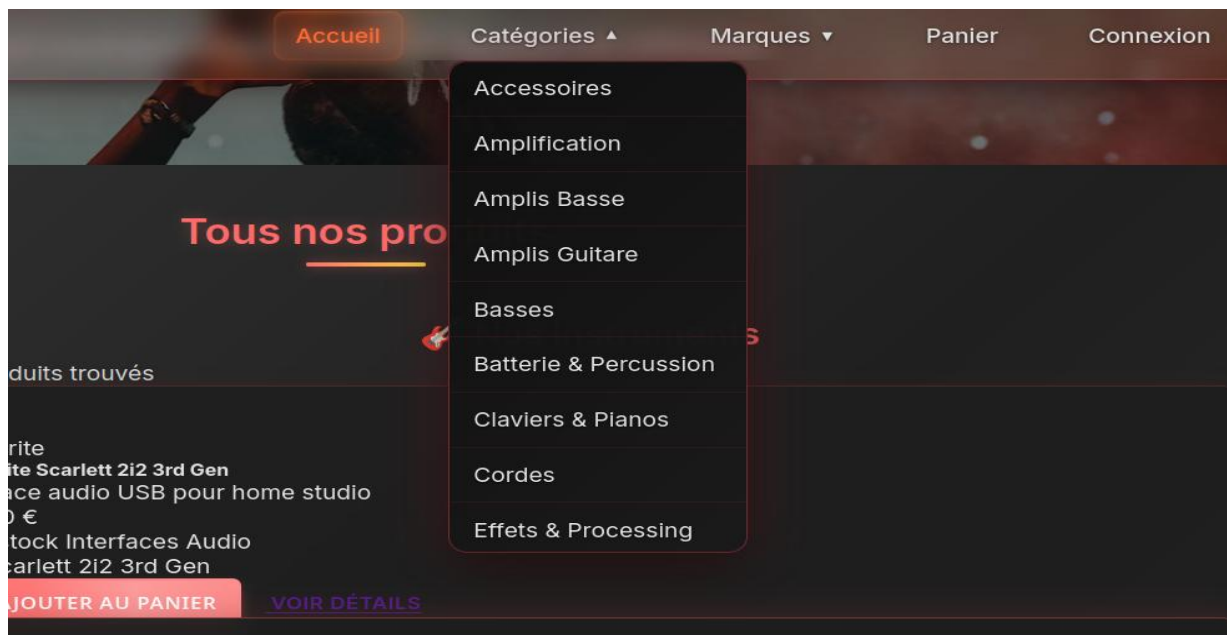 Accueil Catégories ▲ Marques ▼ Panier Connexion
Accessoires
Amplification
Amplis Basse
Tous nos pro
Amplis Guitare
Basses
s
Batterie & Percussion
duits trouvés
Claviers & Pianos
rite
ite Scarlett 2i2 3rd Gen
Cordes
ace audio USB pour home studio
0 €
Effets & Processing
tock Interfaces Audio
carlett 2i2 3rd Gen
AJOUTER AU PANIER VOIR DÉTAILS